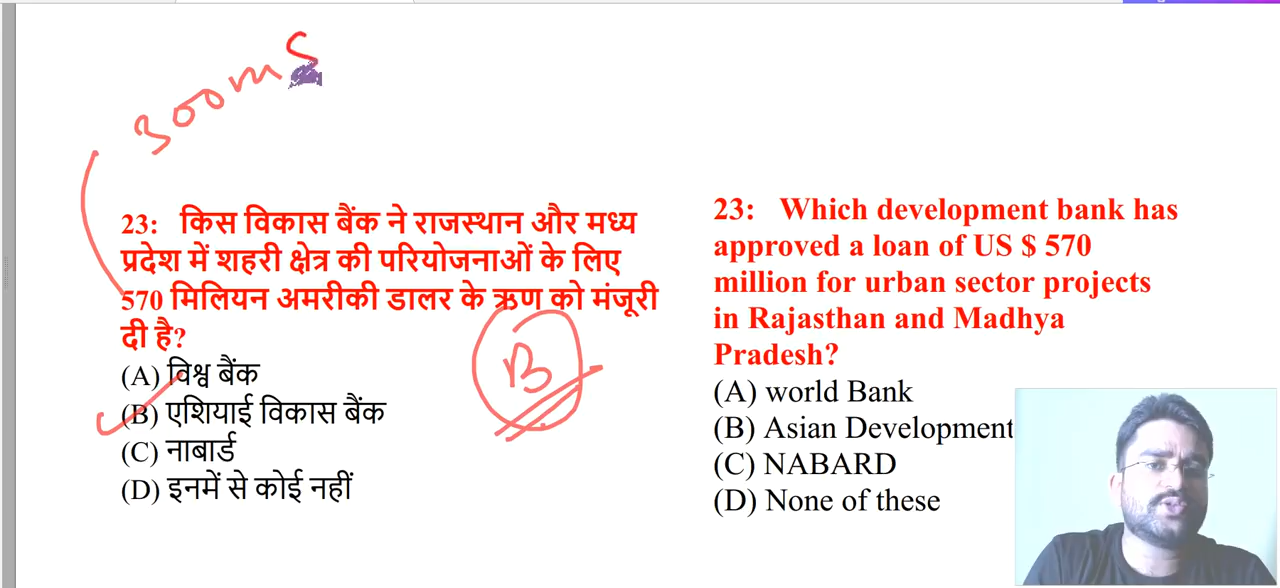 300m S
23: किस विकास बैंक ने राजस्थान और मध्य
प्रदेश में शहरी क्षेत्र की परियोजनाओं के लिए
570 मिलियन अमरीकी डालर के ऋण को मंजूरी
दी है?
(A) विश्व बैंक
(B) एशियाई विकास बैंक
(C) नाबार्ड
(D) इनमें से कोई नहीं
B
23: Which development bank has
approved a loan of US $ 570
million for urban sector projects
in Rajasthan and Madhya
Pradesh?
(A) world Bank
(B) Asian Development
(C) NABARD
(D) None of these